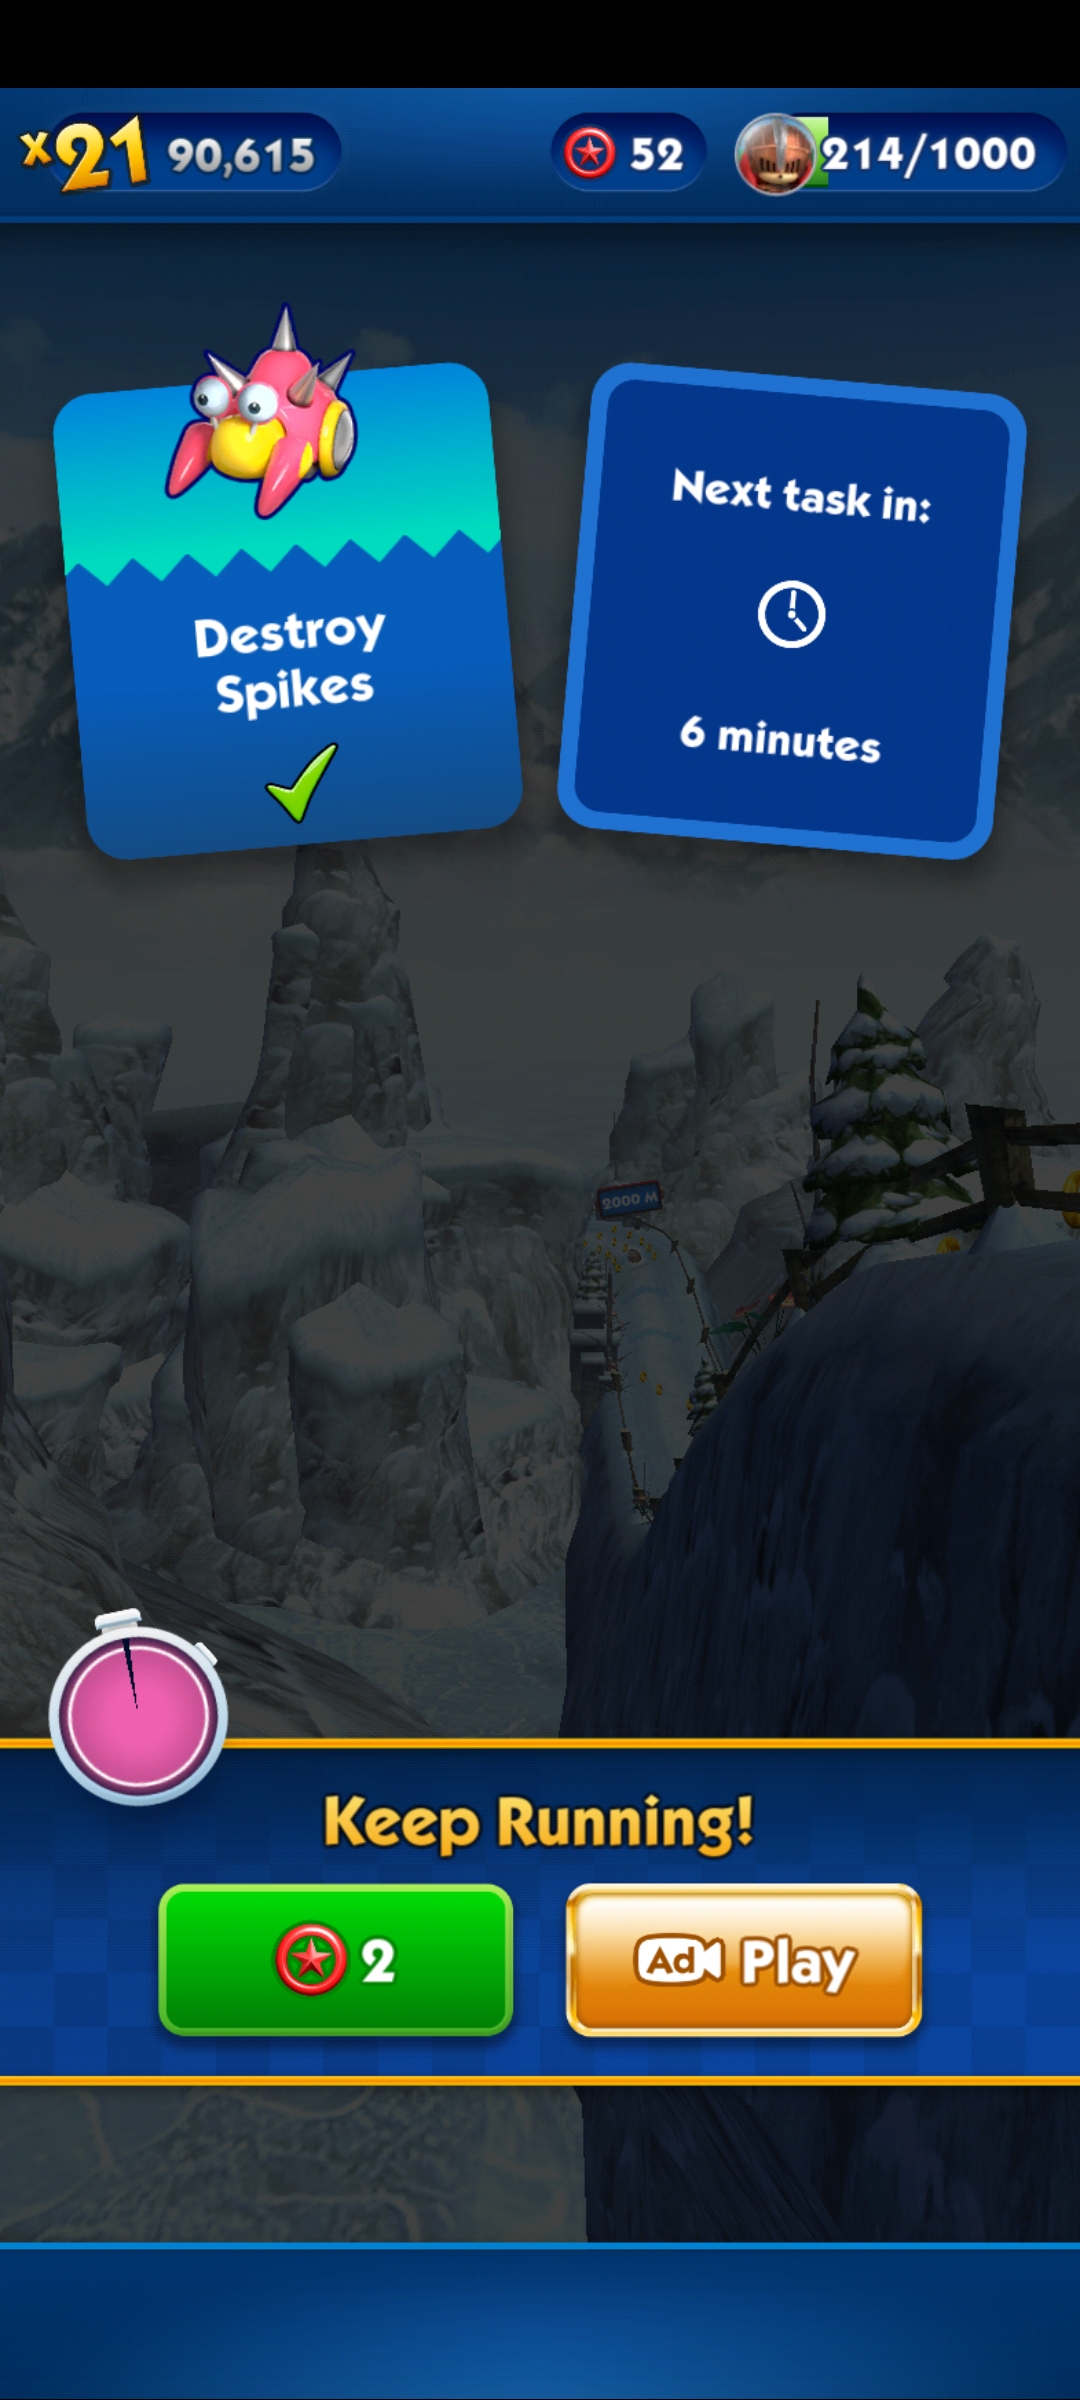 x21 90,615 52 214/1000
Next task in:
Destroy
Spikes
6 minutes
2000 M
Keep Running!
2
Ad Play